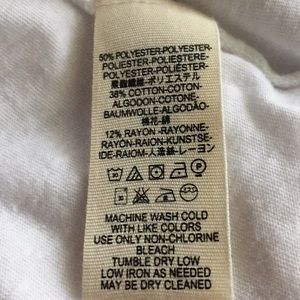 50% POLYESTER-POLYESTER-
POLIESTER-POLIESTERE-
POLYESTER-POLIÉSTER-
聚酯纖維-ポリエステル
38% COTTON-COTON-
ALGODON-COTONE-
BAUMWOLLE-ALGODÃO-
棉花-綿
12% RAYON -RAYONNE-
RAYON-RAION-KUNSTSE-
IDE-RAIOM-人造絲-レーヨン
MACHINE WASH COLD
WITH LIKE COLORS
USE ONLY NON-CHLORINE
BLEACH
TUMBLE DRY LOW
LOW IRON AS NEEDED
MAY BE DRY CLEANED